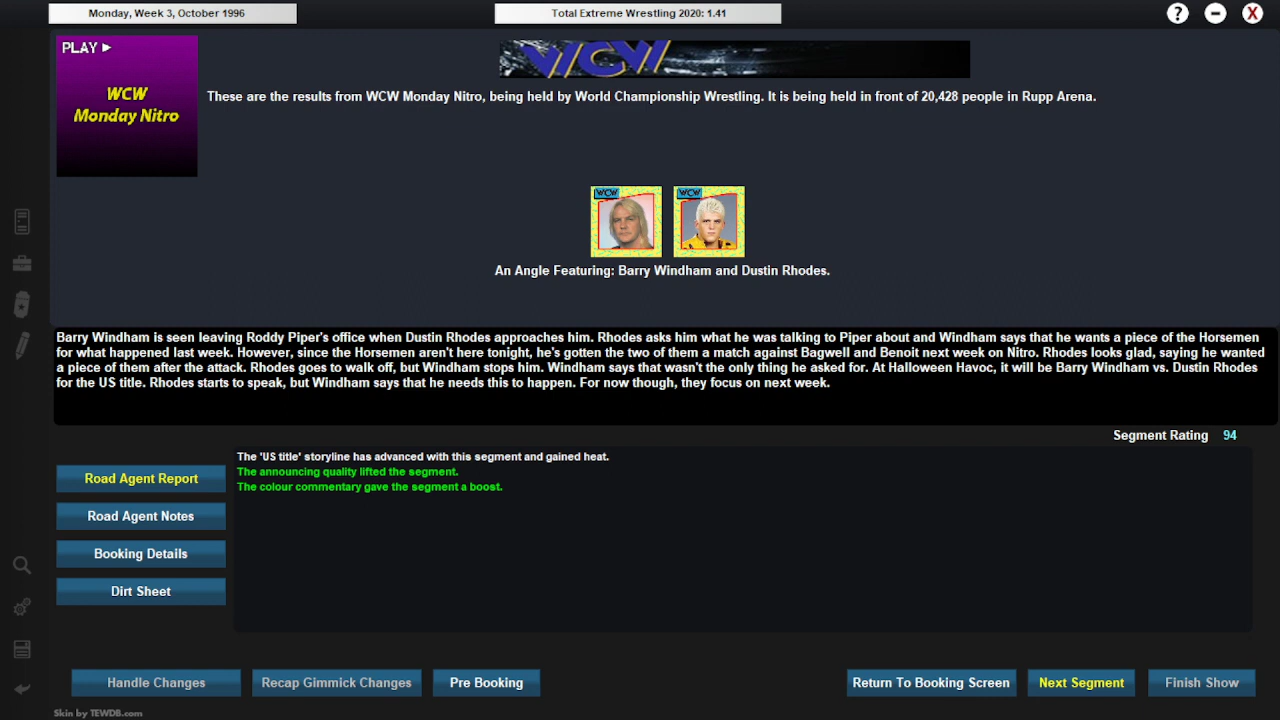 Monday, Week 3, October 1996
Total Extreme Wrestling 2020: 1.41
? X
PLAY
WCW
Monday Nitro
WCW
These are the results from WCW Monday Nitro, being held by World Championship Wrestling. It is being held in front of 20,428 people in Rupp Arena.
WCW WCW
An Angle Featuring: Barry Windham and Dustin Rhodes.
Barry Windham is seen leaving Roddy Piper's office when Dustin Rhodes approaches him. Rhodes asks him what he was talking to Piper about and Windham says that he wants a piece of the Horsemen
for what happened last week. However, since the Horsemen aren't here tonight, he's gotten the two of them a match against Bagwell and Benoit next week on Nitro. Rhodes looks glad, saying he wanted
a piece of them after the attack. Rhodes goes to walk off, but Windham stops him. Windham says that wasn't the only thing he asked for. At Halloween Havoc, it will be Barry Windham vs. Dustin Rhodes
for the US title. Rhodes starts to speak, but Windham says that he needs this to happen. For now though, they focus on next week.
Segment Rating 94
The 'US title' storyline has advanced with this segment and gained heat.
The announcing quality lifted the segment.
The colour commentary gave the segment a boost.
Road Agent Report
Road Agent Notes
Booking Details
Dirt Sheet
Handle Changes
Recap Gimmick Changes
Pre Booking
Return To Booking Screen
Next Segment
Finish Show
Skin by TEWDB.com